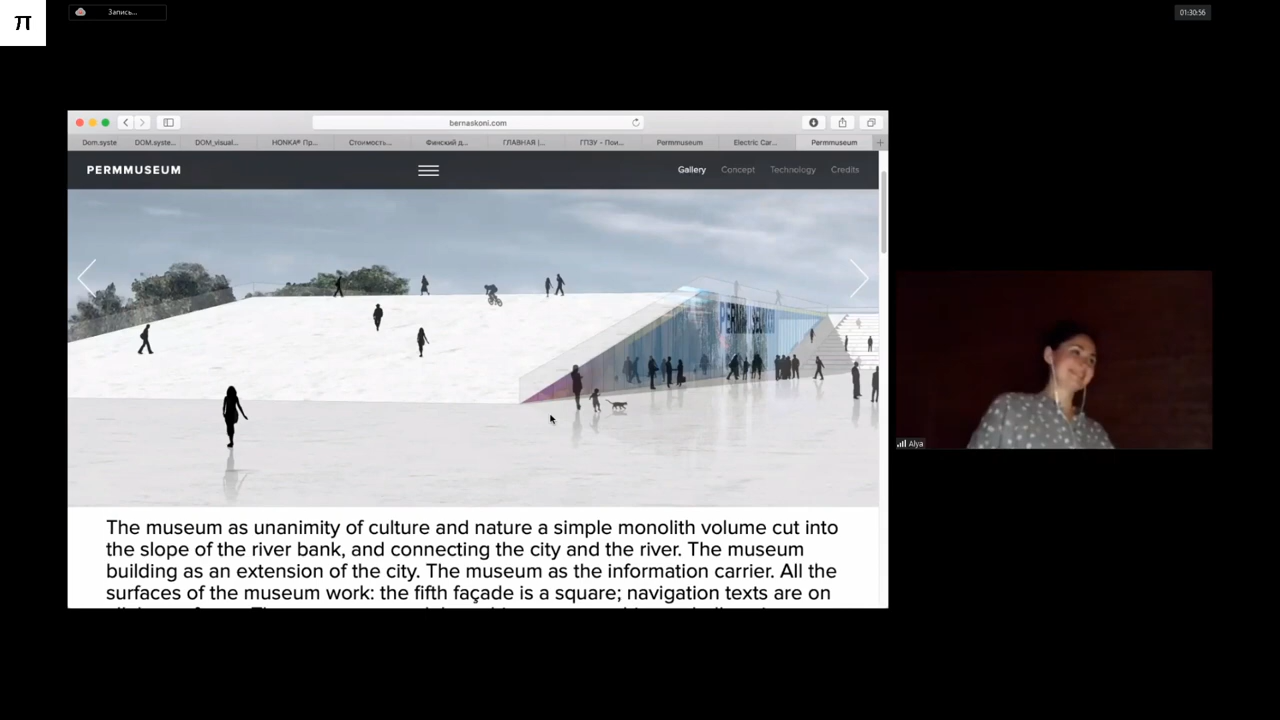 π
Запись...
01:30:56
bernaskoni.com
Dom.syste
DOM.syste...
DOM_visual...
HONKA® Пр...
Стоимость...
Финский д...
ГЛАВНАЯ |...
ГПЗУ - Пои...
Permmuseum
Electric Car...
Permmuseum
PERMMUSEUM
Gallery
Concept
Technology
Credits
The museum as unanimity of culture and nature a simple monolith volume cut into
the slope of the river bank, and connecting the city and the river. The museum
building as an extension of the city. The museum as the information carrier. All the
surfaces of the museum work: the fifth façade is a square; navigation texts are on
Alya